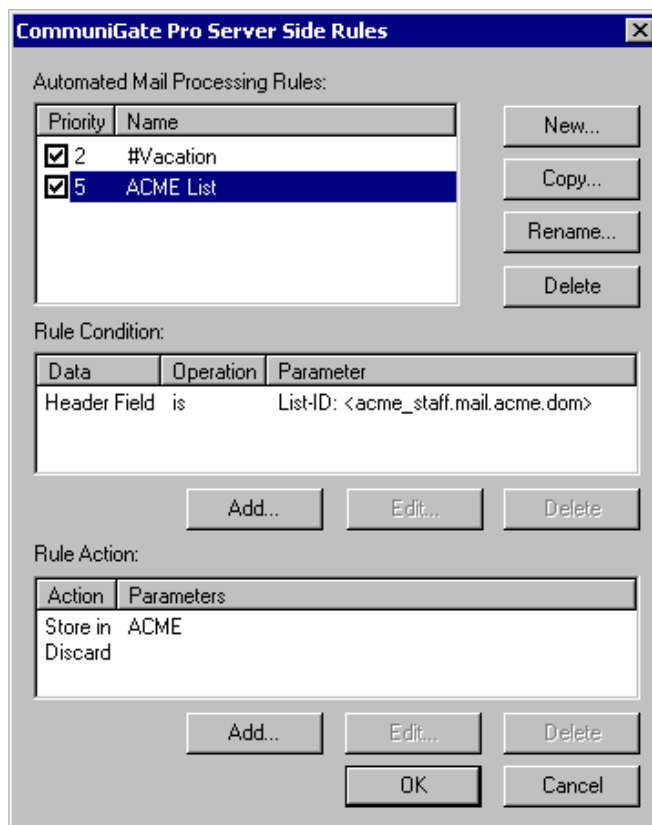 CommuniGate Pro Server Side Rules
Automated Mail Processing Rules:
Priority Name
2 #Vacation
5 ACME List
New...
Copy...
Rename...
Delete
Rule Condition:
Data Operation Parameter
Header Field is List-ID: <acme_staff.mail.acme.dom>
Add... Edit... Delete
Rule Action:
Action Parameters
Store in ACME
Discard
Add... Edit... Delete
OK Cancel